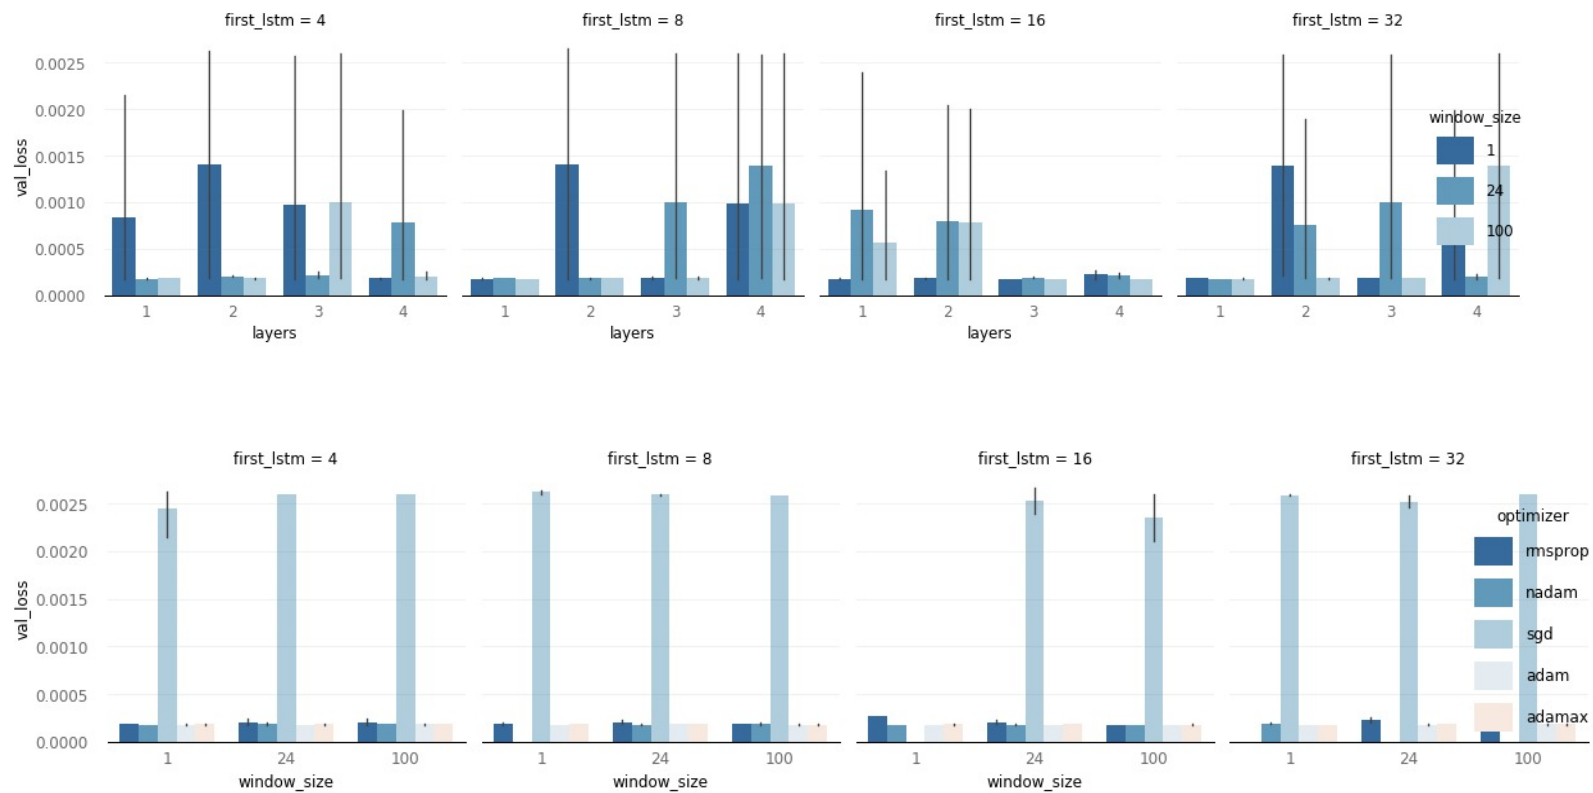 first_lstm = 4
first_lstm = 8
first_lstm = 16
first_lstm = 32
val_loss
0.0025
0.0020
0.0015
0.0010
0.0005
0.0000
window_size
1
24
100
1 2 3 4
1 2 3 4
1 2 3 4
1 2 3 4
layers
layers
layers
layers
first_lstm = 4
first_lstm = 8
first_lstm = 16
first_lstm = 32
val_loss
0.0025
0.0020
0.0015
0.0010
0.0005
0.0000
optimizer
rmsprop
nadam
sgd
adam
adamax
1 24 100
1 24 100
1 24 100
1 24 100
window_size
window_size
window_size
window_size